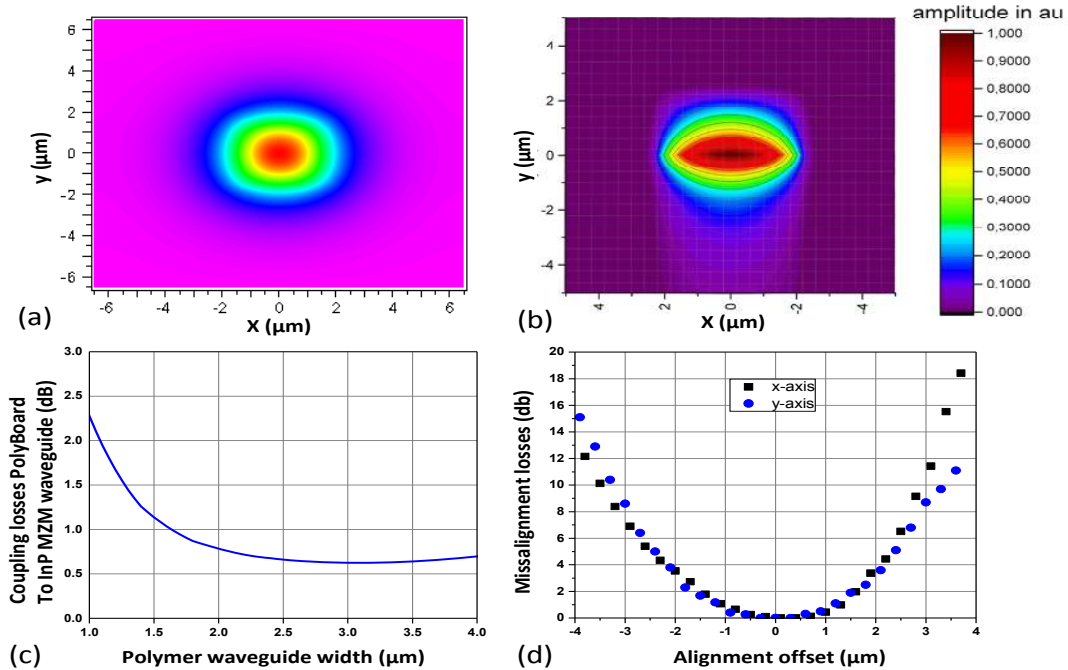 amplitude in au
6
4
2
0
-2
-4
-6
y (µm)
-6 -4 -2 0 2 4 6
X (µm)
(a)
4
2
0
-2
-4
y (µm)
4 2 0 -2 -4
X (µm)
(b)
1,000
0,9000
0,8000
0,7000
0,6000
0,5000
0,4000
0,3000
0,2000
0,1000
0,000
3.0
2.5
2.0
1.5
1.0
0.5
0.0
Coupling losses PolyBoard
To InP MZM waveguide (dB)
1.0 1.5 2.0 2.5 3.0 3.5 4.0
Polymer waveguide width (µm)
(c)
20
18
16
14
12
10
8
6
4
2
0
Missalignment losses (db)
x-axis
y-axis
-4 -3 -2 -1 0 1 2 3 4
Alignment offset (µm)
(d)